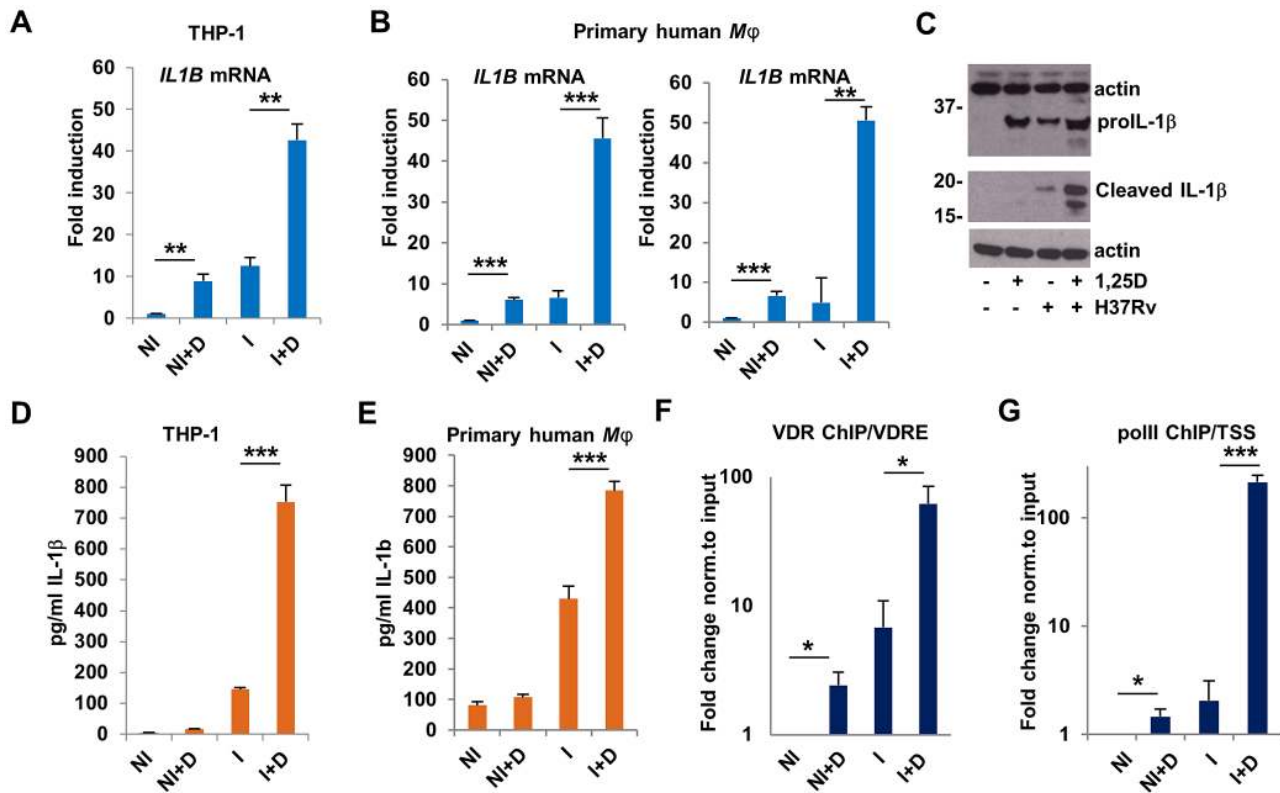 A
THP-1
IL1B mRNA
Fold induction
60
50
40
30
20
10
0
**
**
NI
NI+D
I
I+D
B
Primary human Mφ
IL1B mRNA
Fold induction
60
50
40
30
20
10
0
***
***
NI
NI+D
I
I+D
IL1B mRNA
Fold induction
60
50
40
30
20
10
0
***
**
NI
NI+D
I
I+D
C
actin
37-
proIL-1β
20-
Cleaved IL-1β
15-
actin
- + - + 1,25D
- - + + H37Rv
D
THP-1
pg/ml IL-1β
900
800
700
600
500
400
300
200
100
0
***
NI
NI+D
I
I+D
E
Primary human Mφ
pg/ml IL-1b
900
800
700
600
500
400
300
200
100
0
***
NI
NI+D
I
I+D
F
VDR ChIP/VDRE
Fold change norm.to input
100
10
1
*
*
NI
NI+D
I
I+D
G
polII ChIP/TSS
Fold change norm.to input
100
10
1
*
***
NI
NI+D
I
I+D